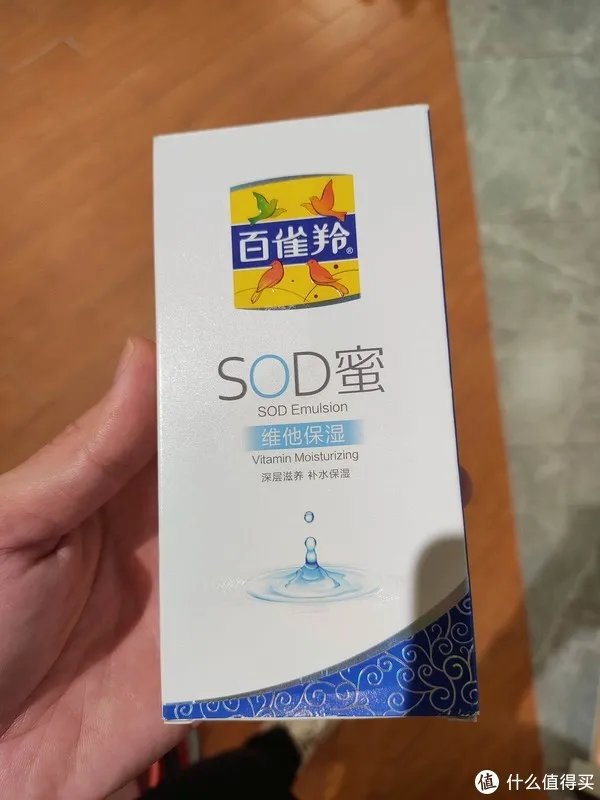 百雀羚®
SOD蜜
SOD Emulsion
维他保湿
Vitamin Moisturizing
深层滋养 补水保湿
值 什么值得买